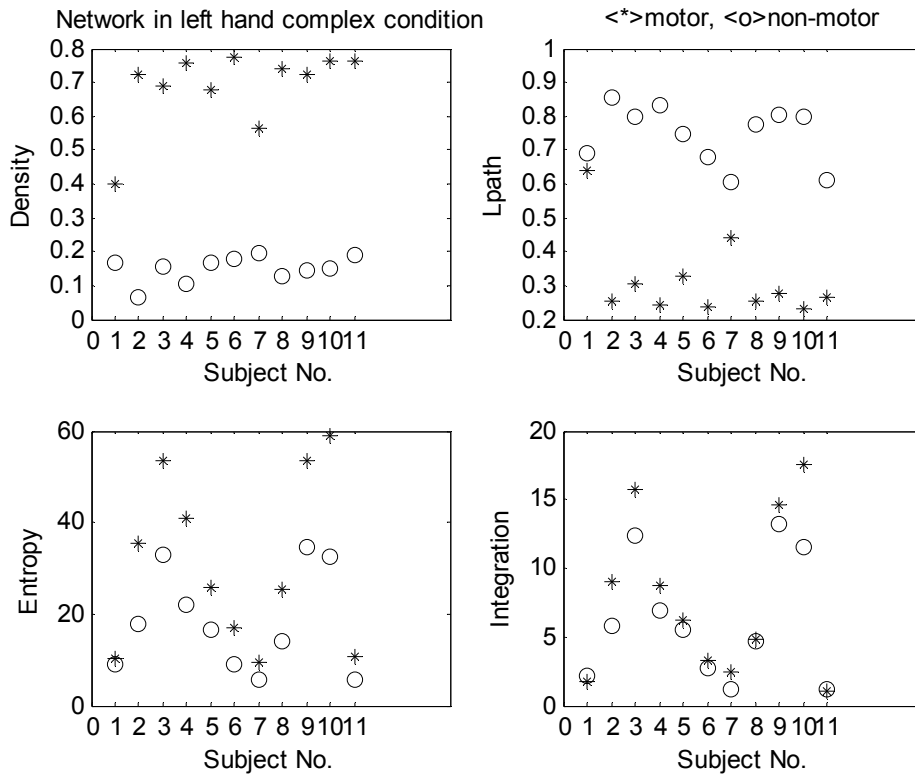 Network in left hand complex condition
<*>motor, <o>non-motor
Density
0.8
0.7
0.6
0.5
0.4
0.3
0.2
0.1
0
0 1 2 3 4 5 6 7 8 9 10 11
Subject No.
Lpath
1
0.9
0.8
0.7
0.6
0.5
0.4
0.3
0.2
0 1 2 3 4 5 6 7 8 9 10 11
Subject No.
Entropy
60
40
20
0
0 1 2 3 4 5 6 7 8 9 10 11
Subject No.
Integration
20
15
10
5
0
0 1 2 3 4 5 6 7 8 9 10 11
Subject No.